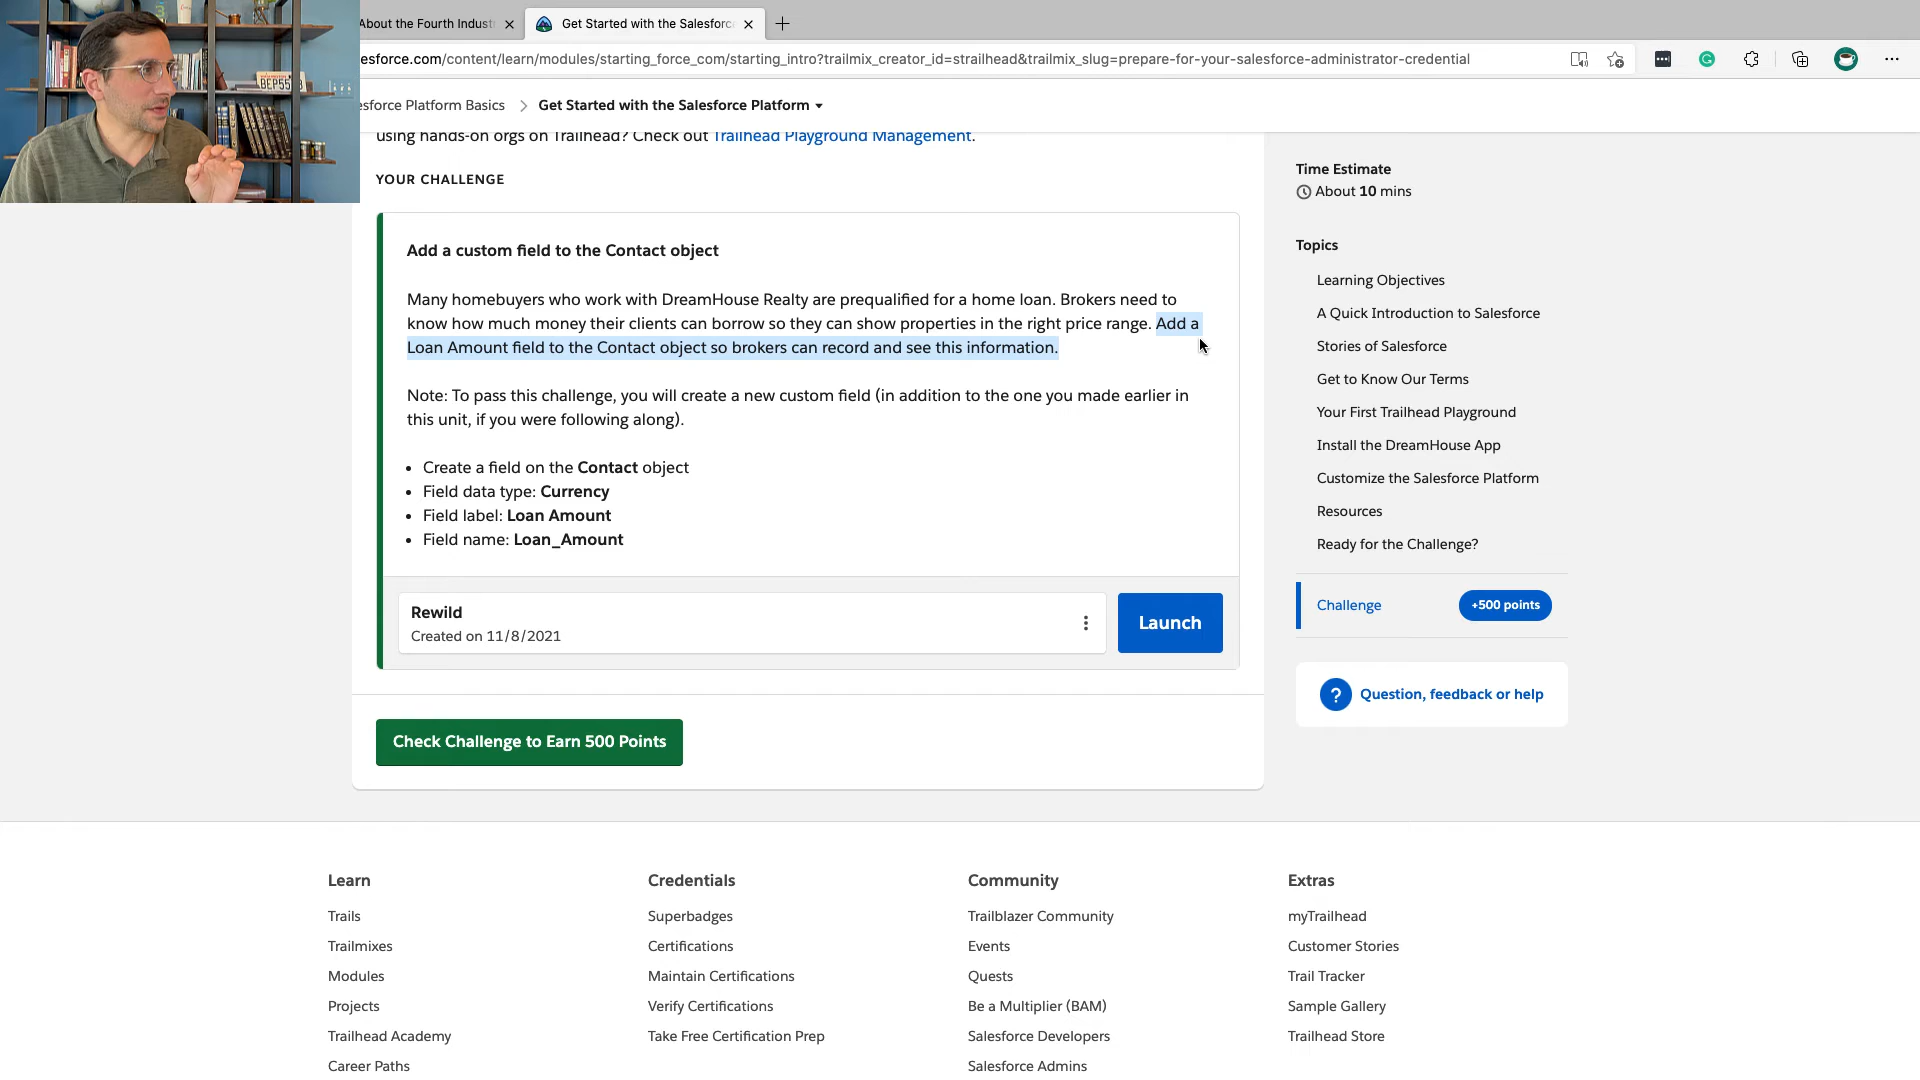 About the Fourth Indust
Get Started with the Salesforc
esforce.com/content/learn/modules/starting_force_com/starting_intro?trailmix_creator_id=strailhead&trailmix_slug=prepare-for-your-salesforce-administrator-credential
esforce Platform Basics
Get Started with the Salesforce Platform
using hands-on orgs on Trailhead? Check out Trailhead Playground Management.
YOUR CHALLENGE
Add a custom field to the Contact object
Many homebuyers who work with DreamHouse Realty are prequalified for a home loan. Brokers need to
know how much money their clients can borrow so they can show properties in the right price range. Add a
Loan Amount field to the Contact object so brokers can record and see this information.
Note: To pass this challenge, you will create a new custom field (in addition to the one you made earlier in
this unit, if you were following along).
• Create a field on the Contact object
• Field data type: Currency
• Field label: Loan Amount
• Field name: Loan_Amount
Rewild
Created on 11/8/2021
Launch
Check Challenge to Earn 500 Points
Time Estimate
About 10 mins
Topics
Learning Objectives
A Quick Introduction to Salesforce
Stories of Salesforce
Get to Know Our Terms
Your First Trailhead Playground
Install the DreamHouse App
Customize the Salesforce Platform
Resources
Ready for the Challenge?
Challenge
+500 points
? Question, feedback or help
Learn
Trails
Trailmixes
Modules
Projects
Trailhead Academy
Career Paths
Credentials
Superbadges
Certifications
Maintain Certifications
Verify Certifications
Take Free Certification Prep
Community
Trailblazer Community
Events
Quests
Be a Multiplier (BAM)
Salesforce Developers
Salesforce Admins
Extras
myTrailhead
Customer Stories
Trail Tracker
Sample Gallery
Trailhead Store